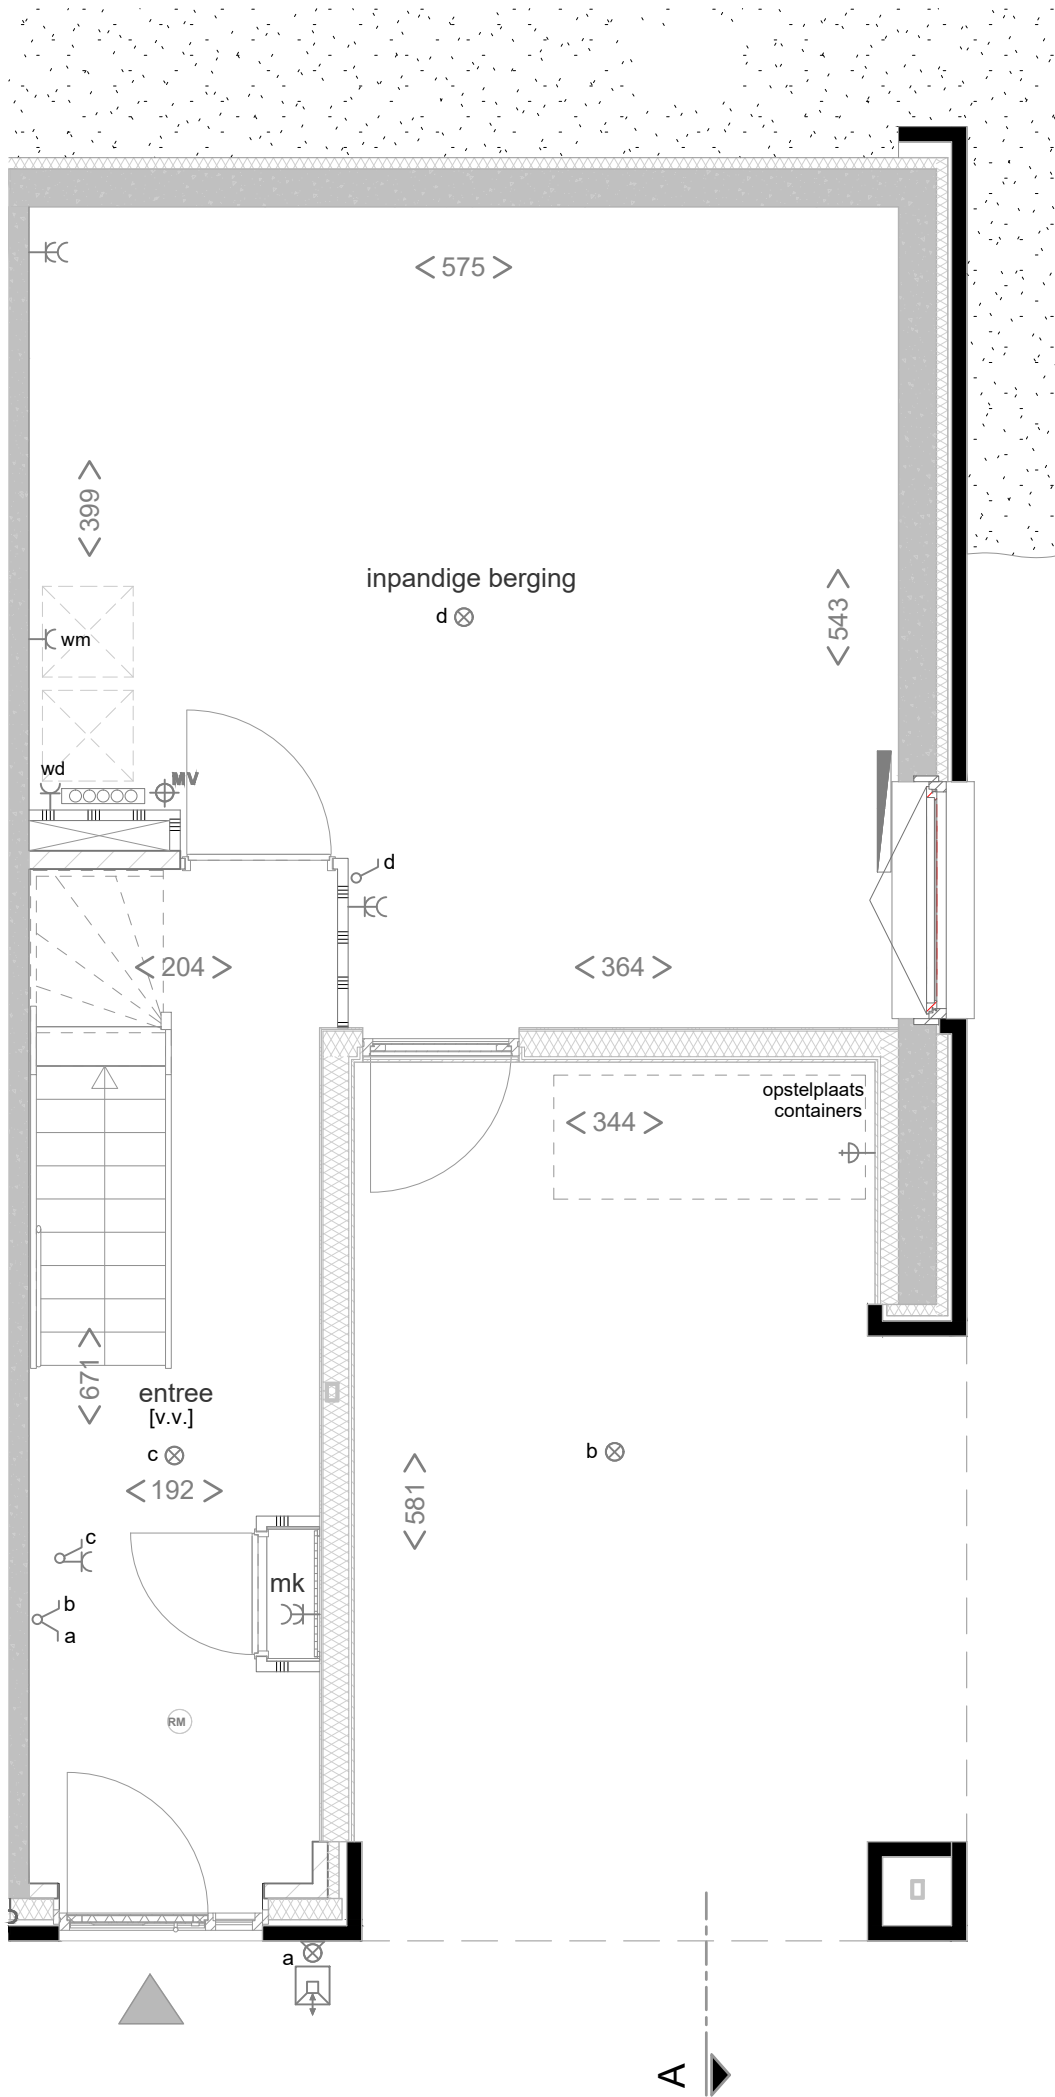 575
399
inpandige berging
d
543
wm
wd
MV
d
204
364
opstelplaats
containers
344
671
entree
[v.v.]
c
b
192
581
c
mk
b
a
RM
a
A